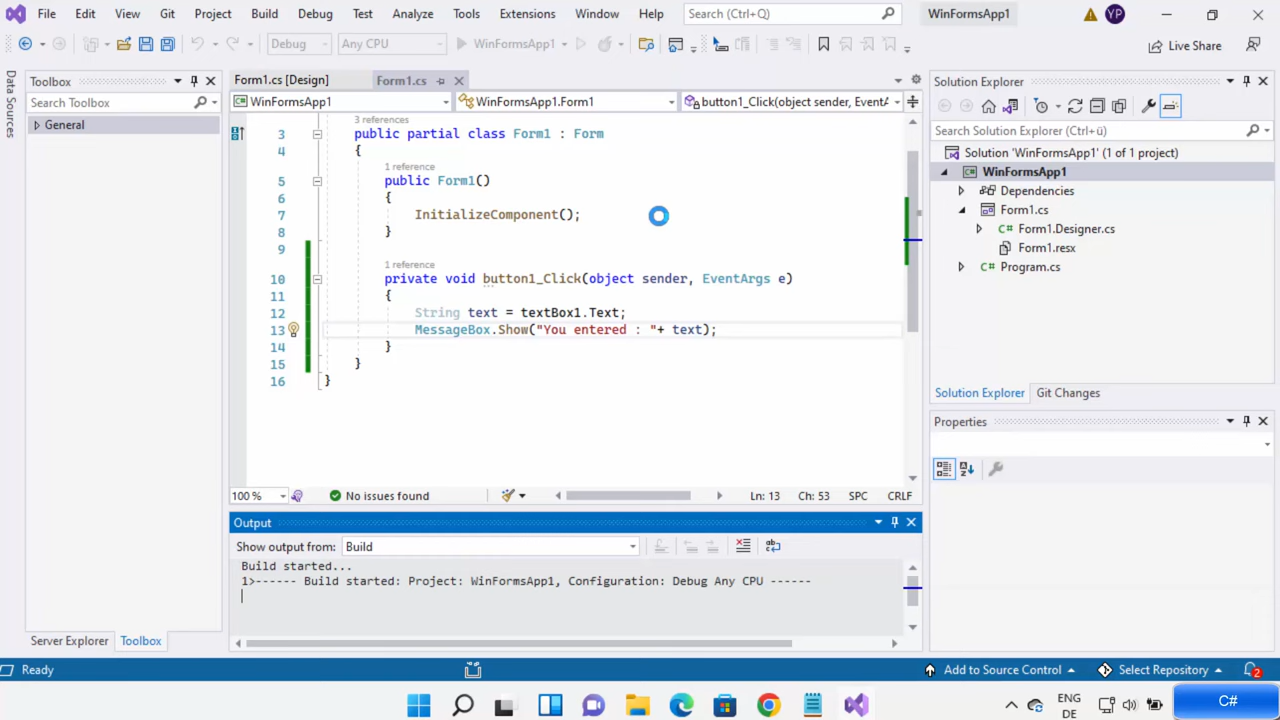 File Edit View Git Project Build Debug Test Analyze Tools Extensions Window Help Search (Ctrl+Q) WinFormsApp1 YP
Debug Any CPU WinFormsApp1 Live Share
Data Sources
Toolbox
Search Toolbox
General
Server Explorer Toolbox
Form1.cs [Design] Form1.cs
WinFormsApp1 WinFormsApp1.Form1 button1_Click(object sender, EventA
3 references
3 public partial class Form1 : Form
4 {
1 reference
5 public Form1()
6 {
7 InitializeComponent();
8 }
9
1 reference
10 private void button1_Click(object sender, EventArgs e)
11 {
12 String text = textBox1.Text;
13 MessageBox.Show("You entered : "+ text);
14 }
15 }
16 }
100 % No issues found Ln: 13 Ch: 53 SPC CRLF
Output
Show output from: Build
Build started...
1>------ Build started: Project: WinFormsApp1, Configuration: Debug Any CPU ------
Solution Explorer
Search Solution Explorer (Ctrl+ü)
Solution 'WinFormsApp1' (1 of 1 project)
WinFormsApp1
Dependencies
Form1.cs
C# Form1.Designer.cs
Form1.resx
C# Program.cs
Solution Explorer Git Changes
Properties
Ready Add to Source Control Select Repository 2
ENG
DE
C#